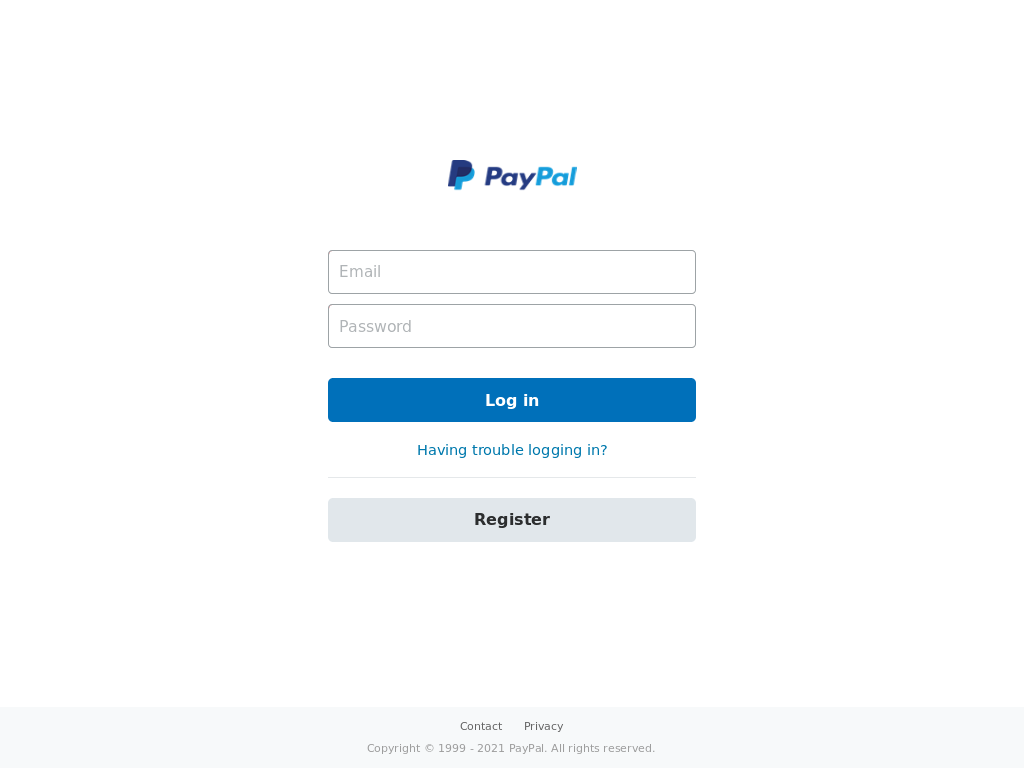 PayPal
Email
Password
Log in
Having trouble logging in?
Register
Contact Privacy
Copyright © 1999 - 2021 PayPal. All rights reserved.